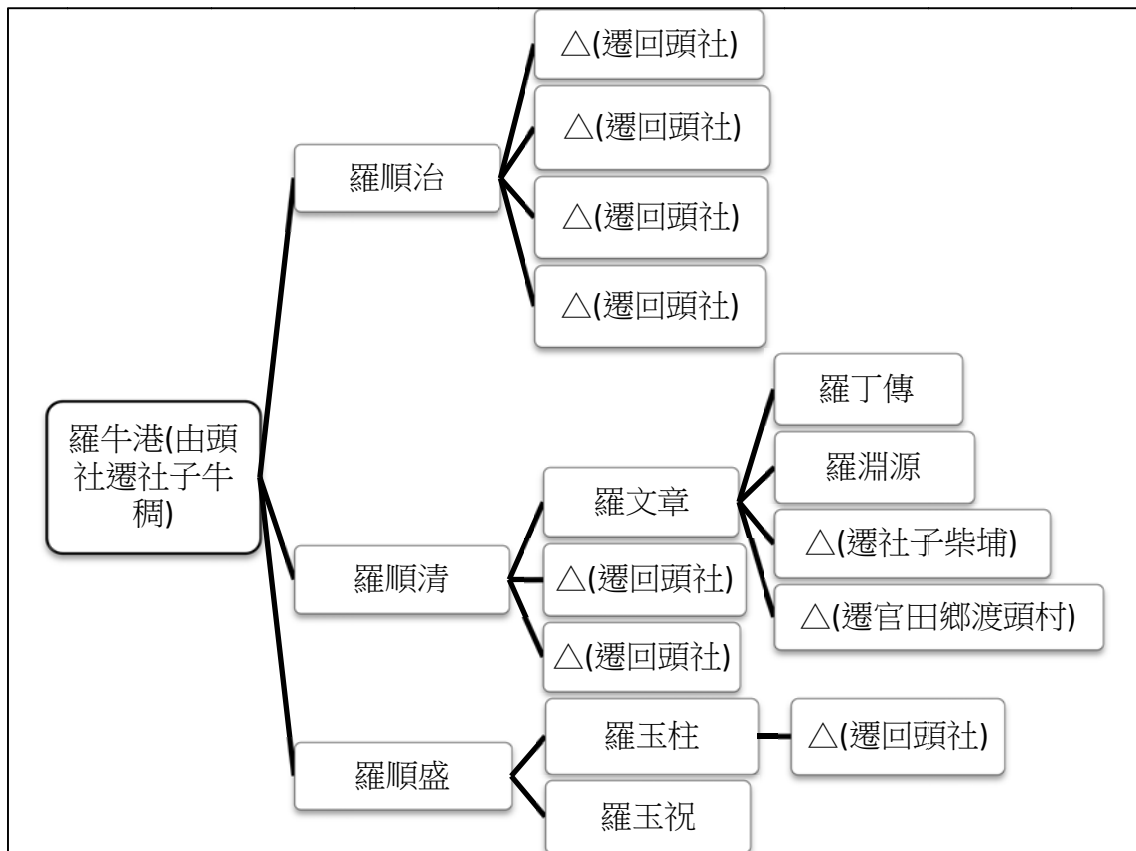 △(遷回頭社)
△(遷回頭社)
羅順治
△(遷回頭社)
△(遷回頭社)
羅丁傳
羅牛港(由頭
社遷社子牛
稠)
羅淵源
羅文章
△(遷社子柴埔)
羅順清
△(遷回頭社)
△(遷官田鄉渡頭村)
△(遷回頭社)
羅玉柱
△(遷回頭社)
羅順盛
羅玉祝